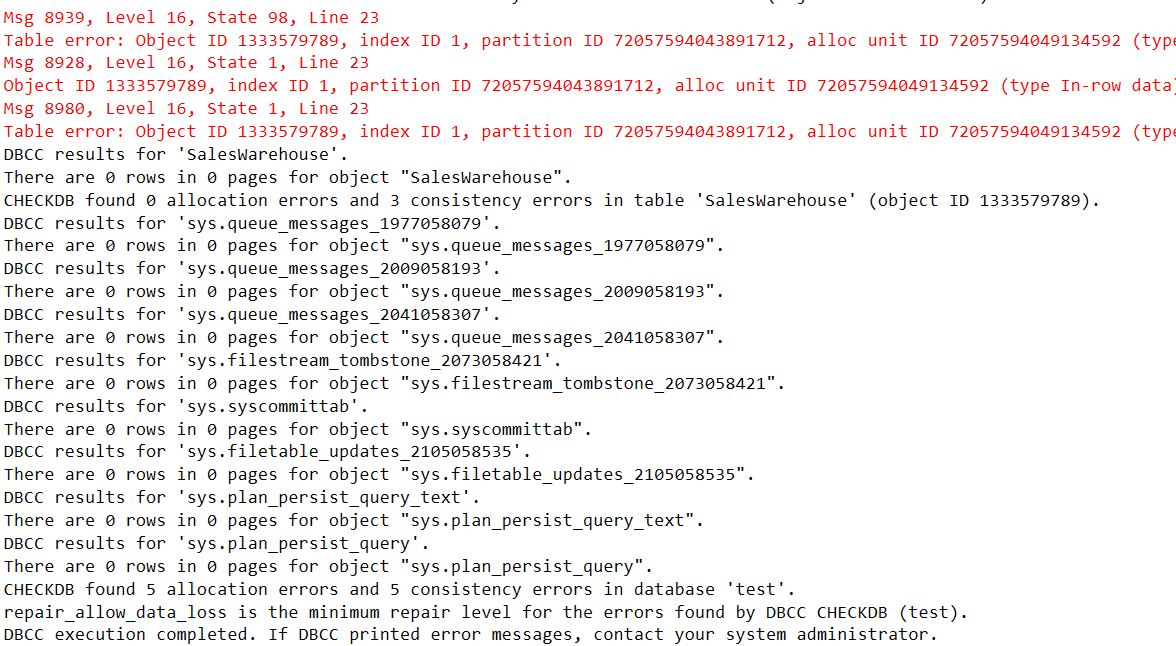 Msg 8939, Level 16, State 98, Line 23
Table error: Object ID 1333579789, index ID 1, partition ID 72057594043891712, alloc unit ID 72057594049134592 (type
Msg 8928, Level 16, State 1, Line 23
Object ID 1333579789, index ID 1, partition ID 72057594043891712, alloc unit ID 72057594049134592 (type In-row data)
Msg 8980, Level 16, State 1, Line 23
Table error: Object ID 1333579789, index ID 1, partition ID 72057594043891712, alloc unit ID 72057594049134592 (type
DBCC results for 'SalesWarehouse'.
There are 0 rows in 0 pages for object "SalesWarehouse".
CHECKDB found 0 allocation errors and 3 consistency errors in table 'SalesWarehouse' (object ID 1333579789).
DBCC results for 'sys.queue_messages_1977058079'.
There are 0 rows in 0 pages for object "sys.queue_messages_1977058079".
DBCC results for 'sys.queue_messages_2009058193'.
There are 0 rows in 0 pages for object "sys.queue_messages_2009058193".
DBCC results for 'sys.queue_messages_2041058307'.
There are 0 rows in 0 pages for object "sys.queue_messages_2041058307".
DBCC results for 'sys.filestream_tombstone_2073058421'.
There are 0 rows in 0 pages for object "sys.filestream_tombstone_2073058421".
DBCC results for 'sys.syscommittab'.
There are 0 rows in 0 pages for object "sys.syscommittab".
DBCC results for 'sys.filetable_updates_2105058535'.
There are 0 rows in 0 pages for object "sys.filetable_updates_2105058535".
DBCC results for 'sys.plan_persist_query_text'.
There are 0 rows in 0 pages for object "sys.plan_persist_query_text".
DBCC results for 'sys.plan_persist_query'.
There are 0 rows in 0 pages for object "sys.plan_persist_query".
CHECKDB found 5 allocation errors and 5 consistency errors in database 'test'.
repair_allow_data_loss is the minimum repair level for the errors found by DBCC CHECKDB (test).
DBCC execution completed. If DBCC printed error messages, contact your system administrator.